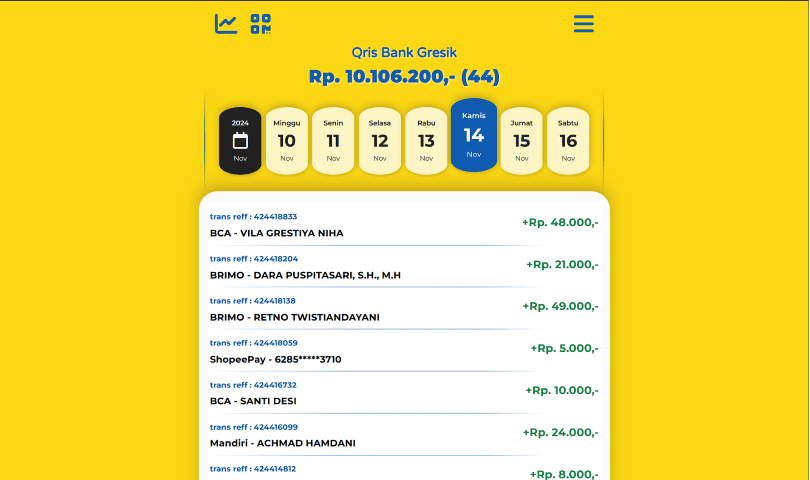 Qris Bank Gresik
Rp. 10.106.200,- (44)
2024
Nov
Minggu
10
Nov
Senin
11
Nov
Selasa
12
Nov
Rabu
13
Nov
Kamis
14
Nov
Jumat
15
Nov
Sabtu
16
Nov
trans reff : 424418833
BCA - VILA GRESTIYA NIHA
+Rp. 48.000,-
trans reff : 424418204
BRIMO - DARA PUSPITASARI, S.H., M.H
+Rp. 21.000,-
trans reff : 424418138
BRIMO - RETNO TWISTIANDAYANI
+Rp. 49.000,-
trans reff : 424418059
ShopeePay - 6285*****3710
+Rp. 5.000,-
trans reff : 424416732
BCA - SANTI DESI
+Rp. 10.000,-
trans reff : 424416099
Mandiri - ACHMAD HAMDANI
+Rp. 24.000,-
trans reff : 424414812
+Rp. 8.000,-